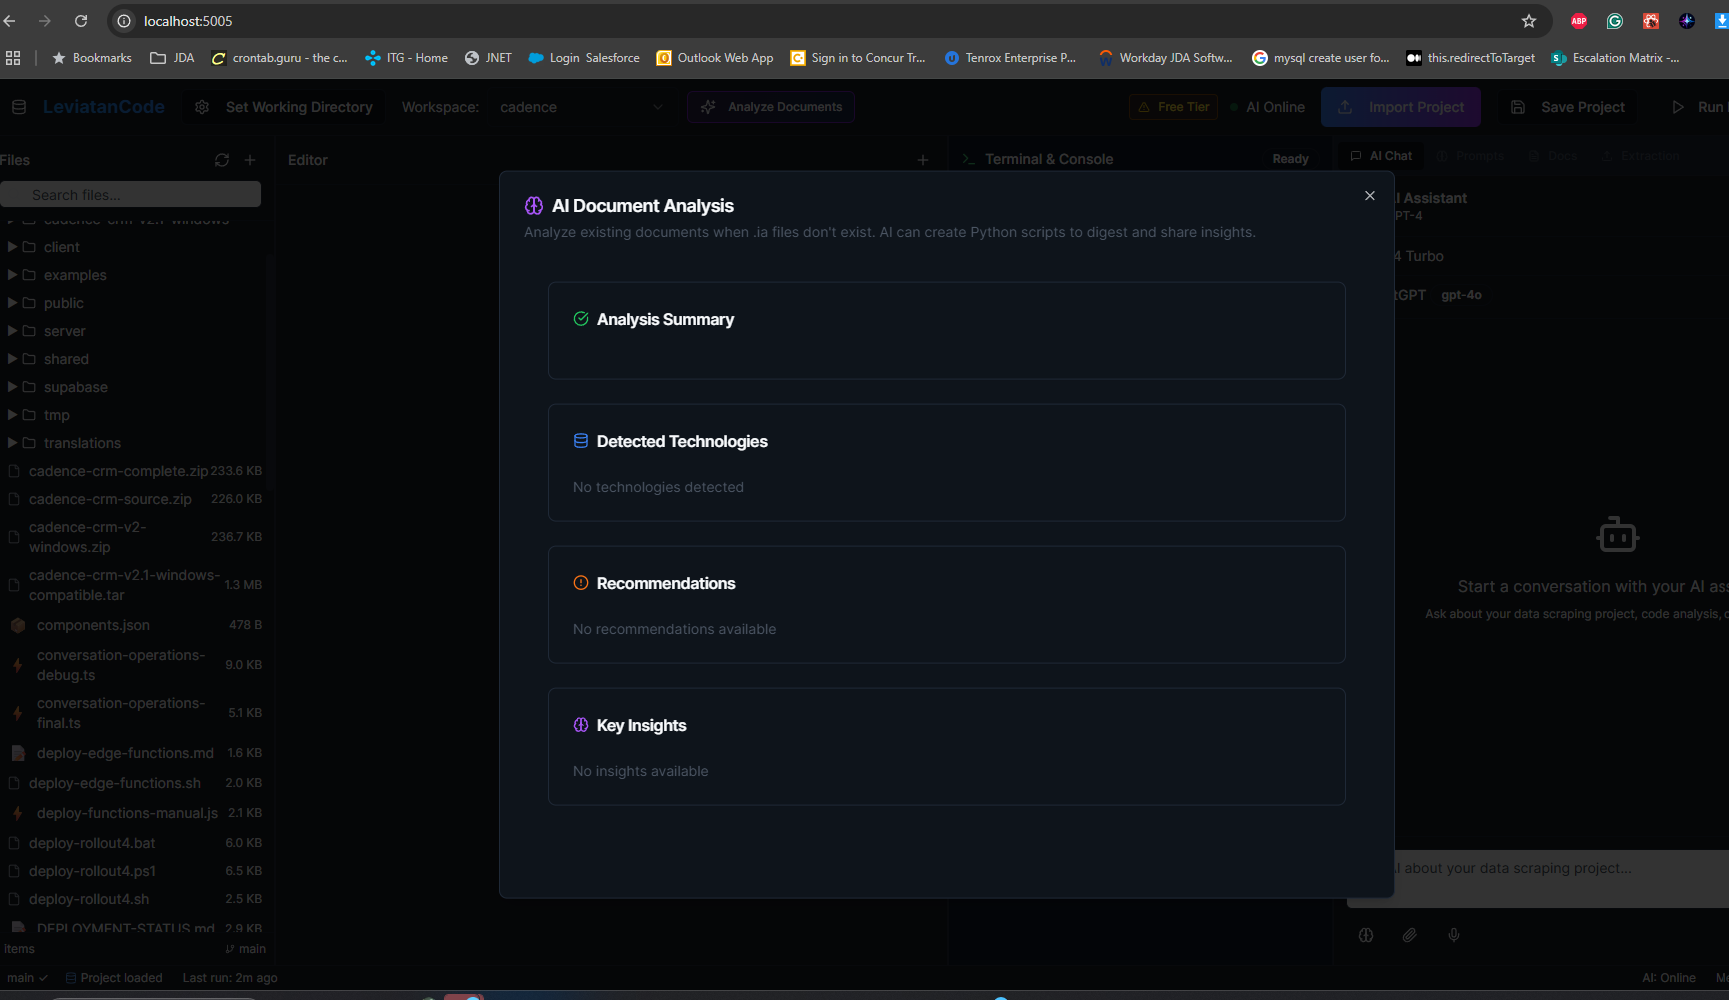 localhost:5005
ABP
Bookmarks
JDA
crontab.guru - the c...
ITG - Home
JNET
Login Salesforce
Outlook Web App
Sign in to Concur Tr...
Tenrox Enterprise P...
Workday JDA Softw...
mysql create user fo...
this.redirectToTarget
Escalation Matrix -...
LeviatanCode
Set Working Directory
Workspace:
cadence
Analyze Documents
Free Tier
AI Online
Import Project
Save Project
Run
Files
Search files...
cadence-crm-v2.1-windows
client
examples
public
server
shared
supabase
tmp
translations
cadence-crm-complete.zip 233.6 KB
cadence-crm-source.zip 226.0 KB
cadence-crm-v2-
windows.zip 236.7 KB
cadence-crm-v2.1-windows-
compatible.tar 1.3 MB
components.json 478 B
conversation-operations-
debug.ts 9.0 KB
conversation-operations-
final.ts 5.1 KB
deploy-edge-functions.md 1.6 KB
deploy-edge-functions.sh 2.0 KB
deploy-functions-manual.js 2.1 KB
deploy-rollout4.bat 6.0 KB
deploy-rollout4.ps1 6.5 KB
deploy-rollout4.sh 2.5 KB
DEPLOYMENT-STATUS.md 2.9 KB
items
main
Editor
Terminal & Console
Ready
AI Document Analysis
Analyze existing documents when .ia files don't exist. AI can create Python scripts to digest and share insights.
Analysis Summary
Detected Technologies
No technologies detected
Recommendations
No recommendations available
Key Insights
No insights available
AI Chat
Prompts
Docs
Extraction
I Assistant
PT-4
4 Turbo
tGPT gpt-4o
Start a conversation with your AI ass
Ask about your data scraping project, code analysis,
I about your data scraping project...
main
Project loaded
Last run: 2m ago
AI: Online